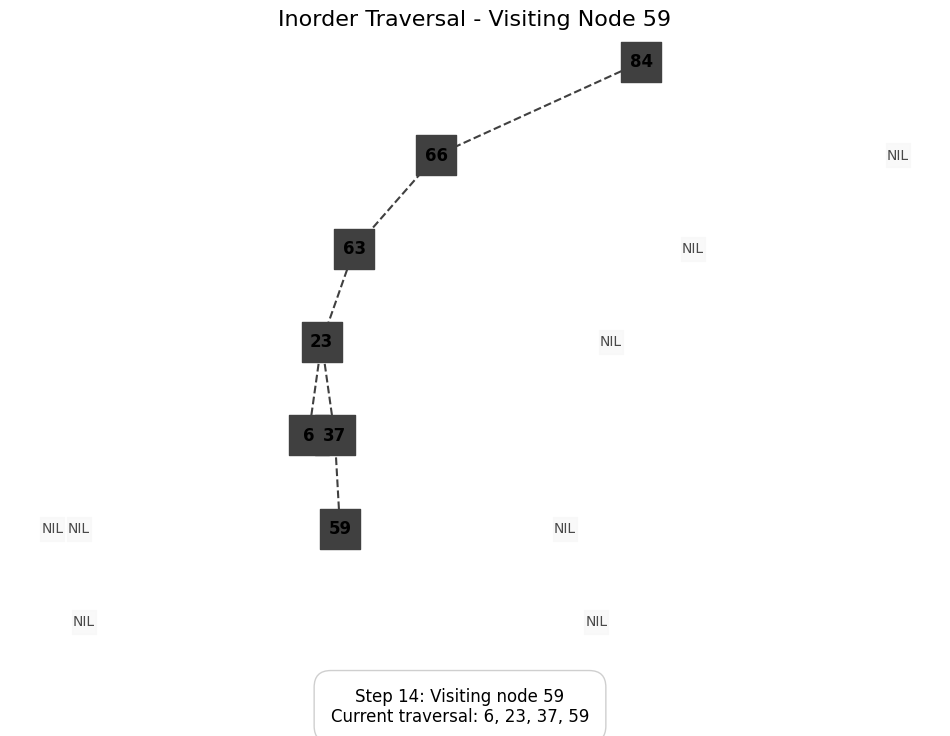 Inorder Traversal - Visiting Node 59
84
66
NIL
63
NIL
23
NIL
6 37
NIL NIL 59 NIL
NIL NIL
Step 14: Visiting node 59
Current traversal: 6, 23, 37, 59